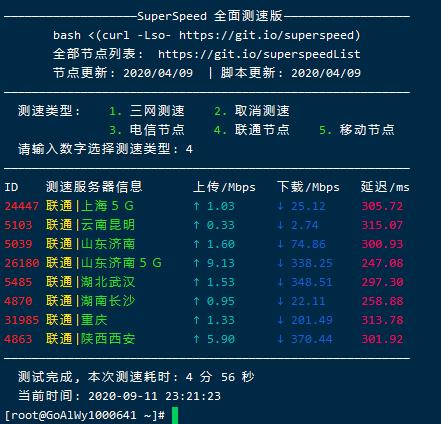 SuperSpeed 全面测速版
bash <(curl -Lso- https://git.io/superspeed)
全部节点列表: https://git.io/superspeedList
节点更新: 2020/04/09 | 脚本更新: 2020/04/09
测速类型: 1. 三网测速 2. 取消测速
3. 电信节点 4. 联通节点 5. 移动节点
请输入数字选择测速类型: 4
ID 测速服务器信息 上传/Mbps 下载/Mbps 延迟/ms
24447 联通|上海５Ｇ ↑ 1.03 ↓ 25.12 305.72
5103 联通|云南昆明 ↑ 0.33 ↓ 2.74 315.07
5039 联通|山东济南 ↑ 1.60 ↓ 74.86 300.93
26180 联通|山东济南５Ｇ ↑ 9.13 ↓ 338.25 247.08
5485 联通|湖北武汉 ↑ 1.53 ↓ 348.51 297.30
4870 联通|湖南长沙 ↑ 0.95 ↓ 22.11 258.88
31985 联通|重庆 ↑ 1.33 ↓ 201.49 313.78
4863 联通|陕西西安 ↑ 5.90 ↓ 370.44 301.92
测试完成, 本次测速耗时: 4 分 56 秒
当前时间: 2020-09-11 23:21:23
[root@GoAlWy1000641 ~]#